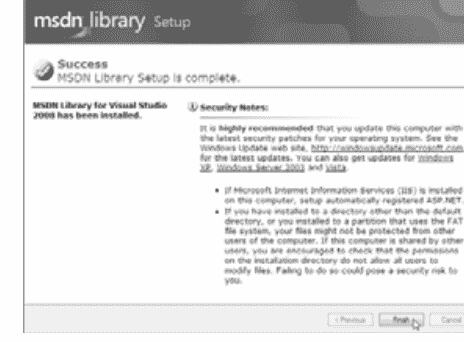 msdn library Setup
Success
MSDN Library Setup is complete.
MSDN Library for Visual Studio
2008 has been installed.
Security Notes:
It is highly recommended that you update this computer with
the latest security patches for your operating system. See the
Windows Update web site, http://windowsupdate.microsoft.com
for the latest updates. You can also get updates for Windows
XP, Windows Server 2003 and Vista.
• If Microsoft Internet Information Services (IIS) is installed
on this computer, setup automatically registered ASP.NET.
• If you have installed to a directory other than the default
directory, or you installed to a partition that uses the FAT
file system, your files might not be protected from other
users of the computer. If this computer is shared by other
users, you are encouraged to check that the permissions
on the installation directory do not allow all users to
modify files. Failing to do so could pose a security risk to
you.
< Previous Finish Cancel